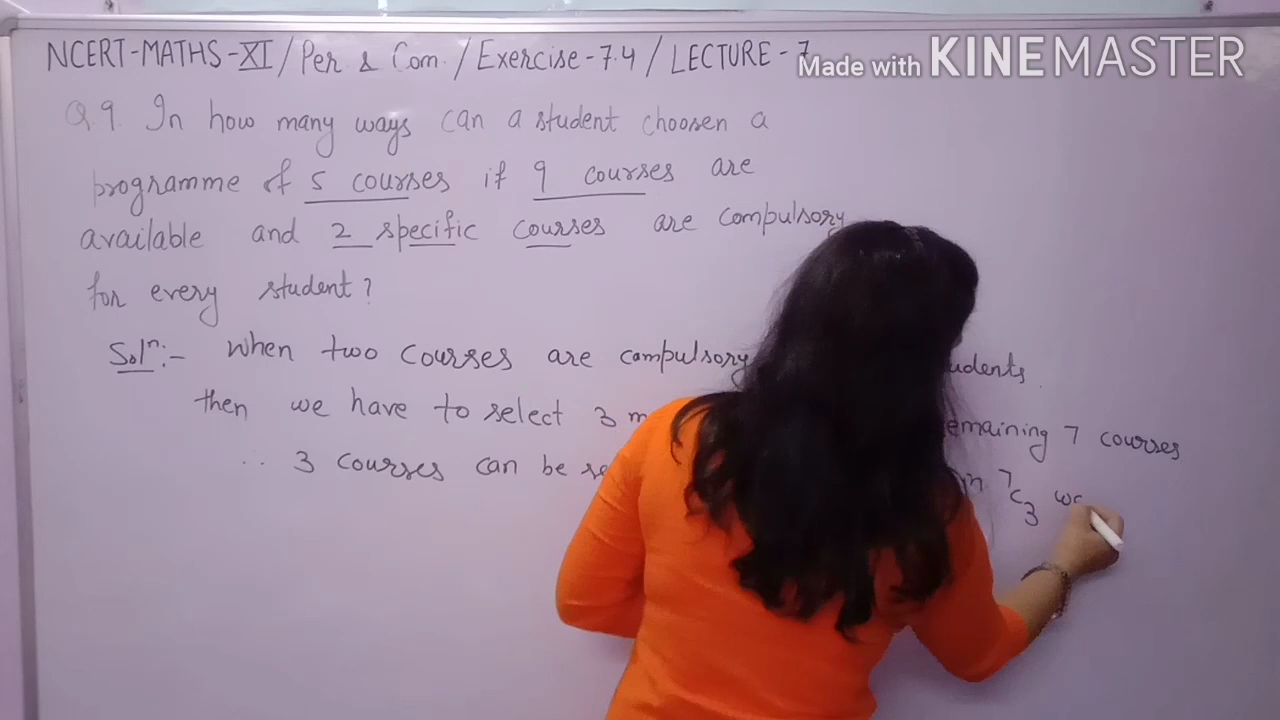 NCERT-MATHS-XI / Per. & Com. / Exercise-7.4 / LECTURE-7
Made with KINEMASTER
Q.9. In how many ways can a student choosen a
programme of 5 courses if 9 courses are
available and 2 specific courses are compulsory
for every student?
Solⁿ:- When two courses are compulsory udents.
then we have to select 3 m emaining 7 courses
∴ 3 courses can be se in ⁷C₃ wa